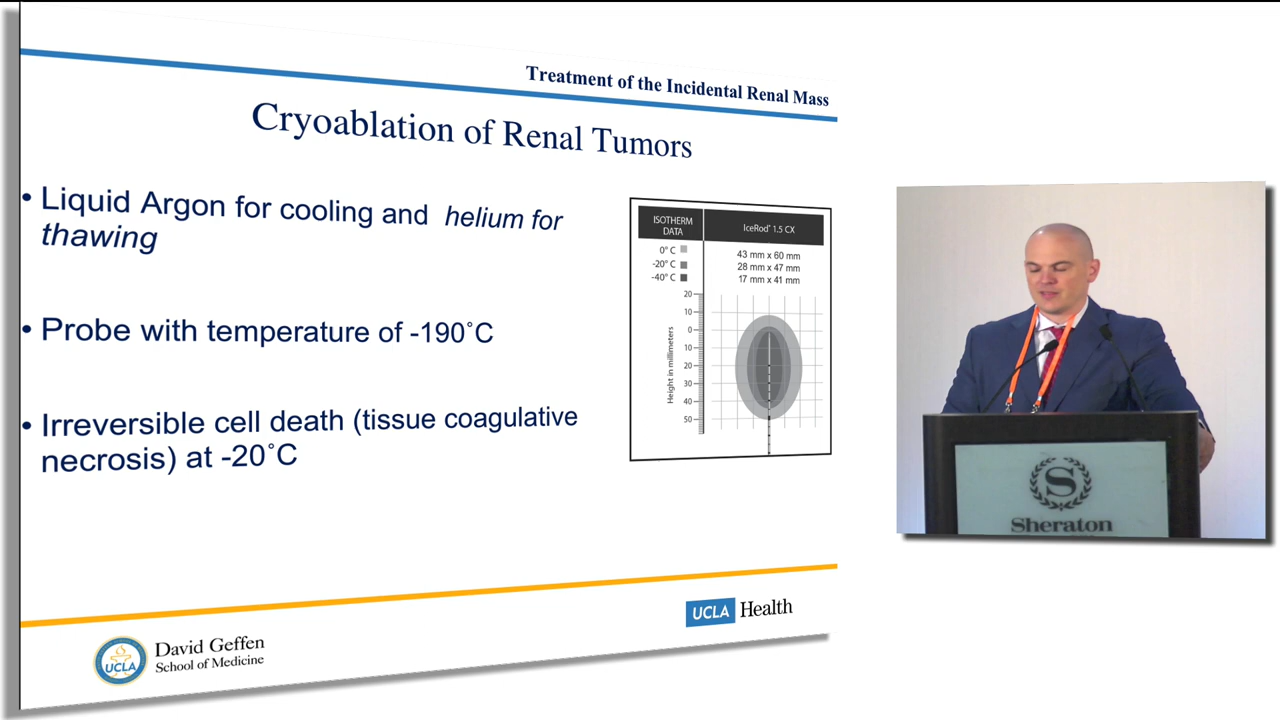 Treatment of the Incidental Renal Mass
Cryoablation of Renal Tumors
• Liquid Argon for cooling and helium for
thawing
• Probe with temperature of -190˚C
• Irreversible cell death (tissue coagulative
necrosis) at -20˚C
ISOTHERM
DATA
IceRod® 1.5 CX
0° C
43 mm x 60 mm
-20° C
28 mm x 47 mm
-40° C
17 mm x 41 mm
Height in millimeters
20
10
0
10
20
30
40
50
UCLA
David Geffen
School of Medicine
UCLA Health
S
Sheraton